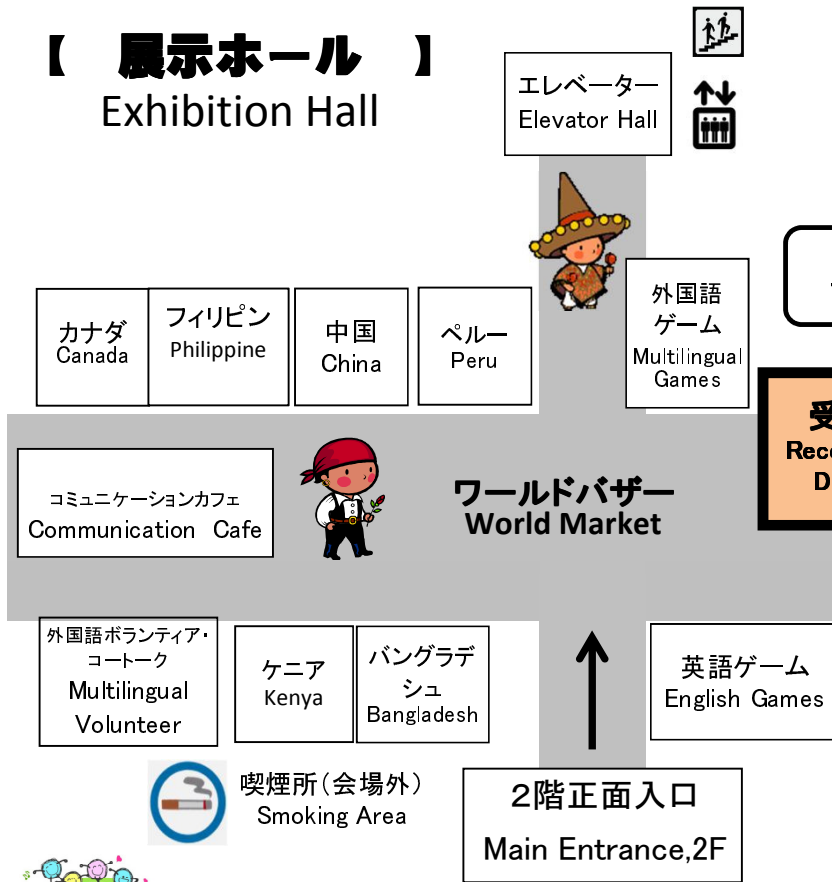 【 展示ホール 】
Exhibition Hall
エレベーター
Elevator Hall
カナダ
Canada
フィリピン
Philippine
中国
China
ペルー
Peru
外国語
ゲーム
Multilingual
Games
コミュニケーションカフェ
Communication Cafe
ワールドバザー
World Market
外国語ボランティア・
コートーク
Multilingual
Volunteer
ケニア
Kenya
バングラデ
シュ
Bangladesh
英語ゲーム
English Games
喫煙所（会場外）
Smoking Area
２階正面入口
Main Entrance,2F